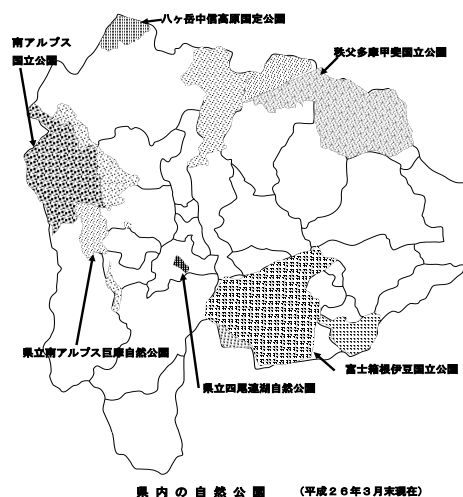 八ヶ岳中信高原国定公園
南アルプス
国立公園
秩父多摩甲斐国立公園
県立南アルプス巨摩自然公園
県立四尾連湖自然公園
富士箱根伊豆国立公園
県内の自然公園 （平成２６年３月末現在）